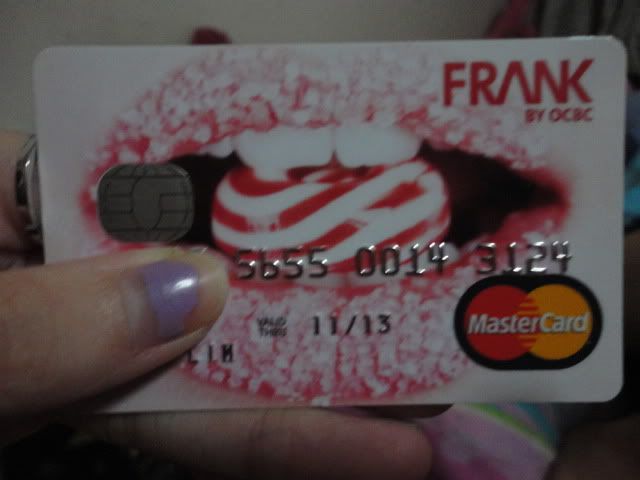 FRANK
BY OCBC
5655 0014 3124
VALID THRU 11/13
MasterCard
LIM